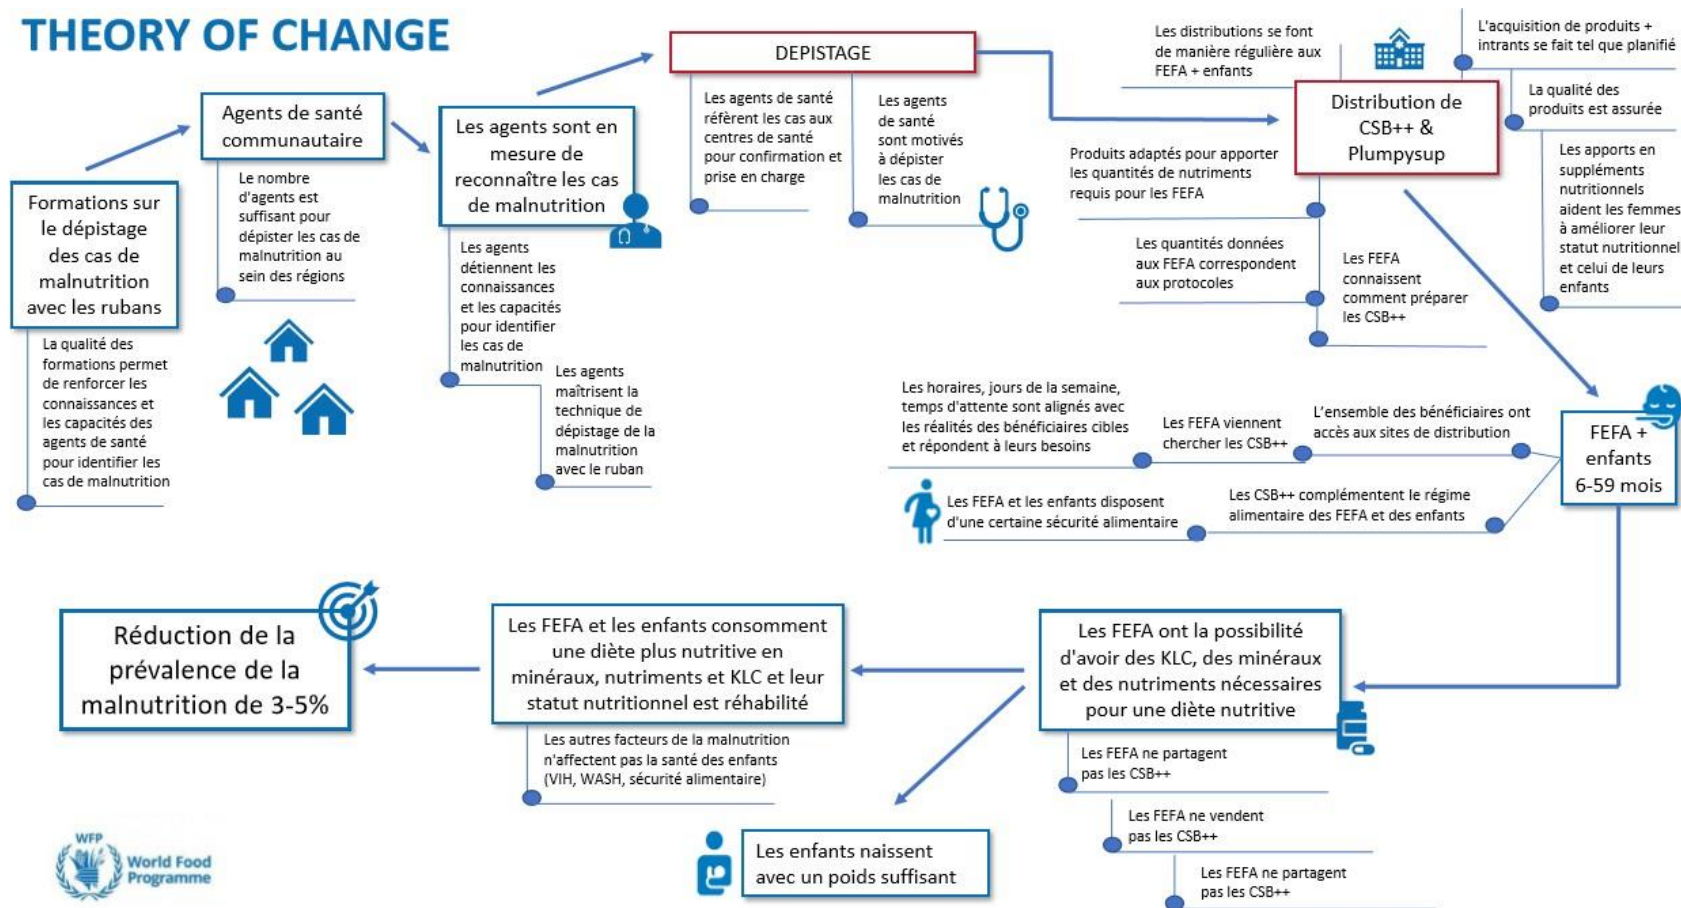 THEORY OF CHANGE
Formations sur
le dépistage
des cas de
malnutrition
avec les rubans
La qualité des
formations permet
de renforcer les
connaissances et
les capacités des
agents de santé
pour identifier les
cas de malnutrition
Agents de santé
communautaire
Le nombre
d'agents est
suffisant pour
dépister les cas de
malnutrition au
sein des régions
Les agents sont en
mesure de
reconnaître les cas
de malnutrition
Les agents
détiennent les
connaissances
et les capacités
pour identifier
les cas de
malnutrition
Les agents
maîtrisent la
technique de
dépistage de la
malnutrition
avec le ruban
DEPISTAGE
Les agents de santé
réfèrent les cas aux
centres de santé
pour confirmation et
prise en charge
Les agents
de santé
sont motivés
à dépister
les cas de
malnutrition
Les distributions se font
de manière régulière aux
FEFA + enfants
Produits adaptés pour apporter
les quantités de nutriments
requis pour les FEFA
Les quantités données
aux FEFA correspondent
aux protocoles
Distribution de
CSB++ &
Plumpysup
Les FEFA
connaissent
comment préparer
les CSB++
L'acquisition de produits +
intrants se fait tel que planifié
La qualité des
produits est assurée
Les apports en
suppléments
nutritionnels
aident les femmes
à améliorer leur
statut nutritionnel
et celui de leurs
enfants
Les horaires, jours de la semaine,
temps d'attente sont alignés avec
les réalités des bénéficiaires cibles
et répondent à leurs besoins
Les FEFA viennent
chercher les CSB++
L'ensemble des bénéficiaires ont
accès aux sites de distribution
FEFA +
enfants
6-59 mois
Les FEFA et les enfants disposent
d'une certaine sécurité alimentaire
Les CSB++ complémentent le régime
alimentaire des FEFA et des enfants
Les FEFA ont la possibilité
d'avoir des KLC, des minéraux
et des nutriments nécessaires
pour une diète nutritive
Les FEFA ne partagent
pas les CSB++
Les FEFA ne vendent
pas les CSB++
Les FEFA ne partagent
pas les CSB++
Les FEFA et les enfants consomment
une diète plus nutritive en
minéraux, nutriments et KLC et leur
statut nutritionnel est réhabilité
Les autres facteurs de la malnutrition
n'affectent pas la santé des enfants
(VIH, WASH, sécurité alimentaire)
Les enfants naissent
avec un poids suffisant
Réduction de la
prévalence de la
malnutrition de 3-5%
WFP
World Food
Programme